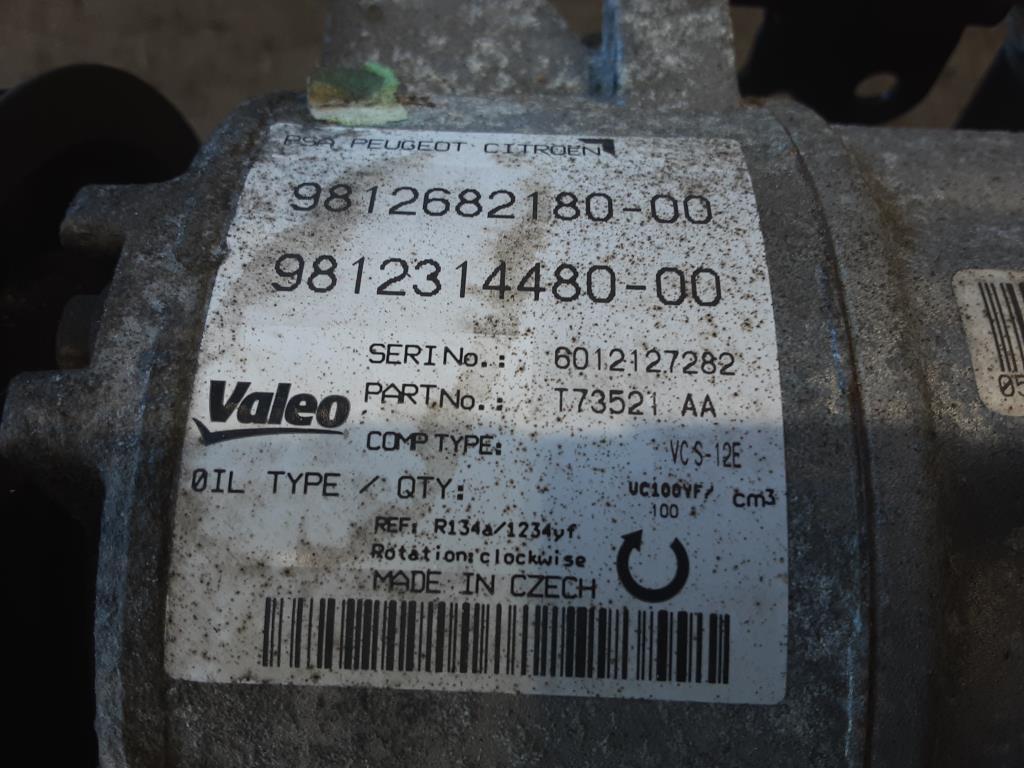 PSA PEUGEOT CITROEN
9812682180-00
9812314480-00
SERI No.: 6012127282
Valeo PART.No.: T73521 AA
COMP TYPE: VCS-12E
OIL TYPE / QTY: VC100YF/ cm3
100
REF: R134a/1234yf
Rotation:clockwise
MADE IN CZECH
05